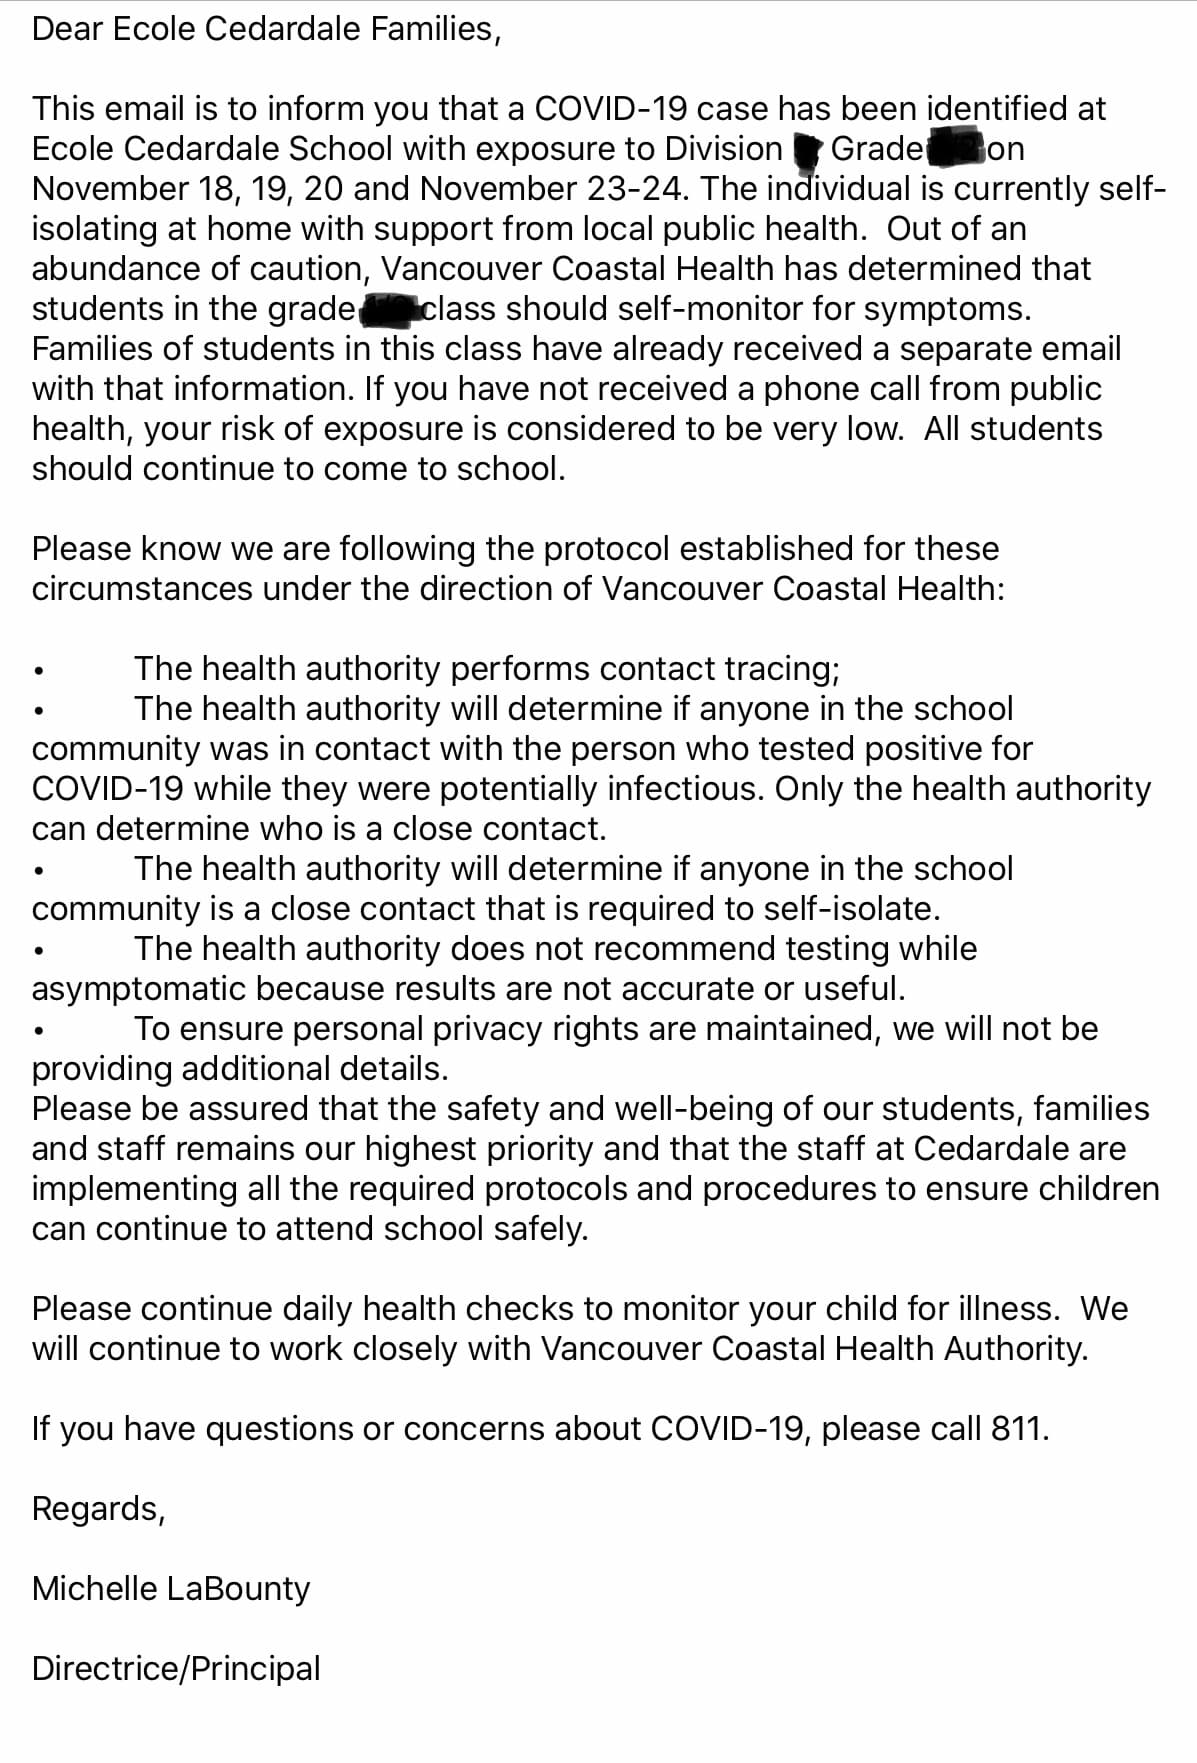 Dear Ecole Cedardale Families,
This email is to inform you that a COVID-19 case has been identified at
Ecole Cedardale School with exposure to Division Grade on
November 18, 19, 20 and November 23-24. The individual is currently self-
isolating at home with support from local public health.  Out of an
abundance of caution, Vancouver Coastal Health has determined that
students in the grade class should self-monitor for symptoms.
Families of students in this class have already received a separate email
with that information. If you have not received a phone call from public
health, your risk of exposure is considered to be very low.  All students
should continue to come to school.
Please know we are following the protocol established for these
circumstances under the direction of Vancouver Coastal Health:
• The health authority performs contact tracing;
• The health authority will determine if anyone in the school
community was in contact with the person who tested positive for
COVID-19 while they were potentially infectious. Only the health authority
can determine who is a close contact.
• The health authority will determine if anyone in the school
community is a close contact that is required to self-isolate.
• The health authority does not recommend testing while
asymptomatic because results are not accurate or useful.
• To ensure personal privacy rights are maintained, we will not be
providing additional details.
Please be assured that the safety and well-being of our students, families
and staff remains our highest priority and that the staff at Cedardale are
implementing all the required protocols and procedures to ensure children
can continue to attend school safely.
Please continue daily health checks to monitor your child for illness.  We
will continue to work closely with Vancouver Coastal Health Authority.
If you have questions or concerns about COVID-19, please call 811.
Regards,
Michelle LaBounty
Directrice/Principal